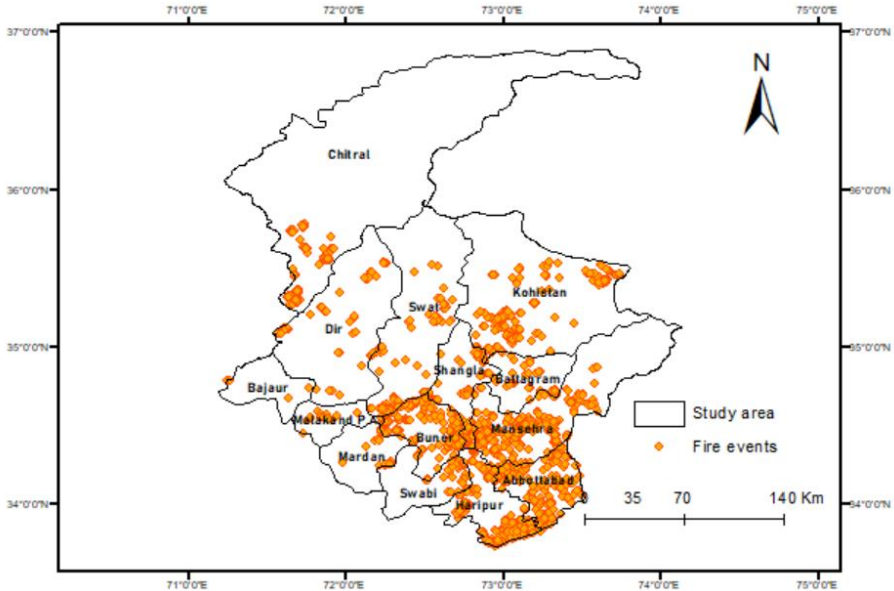 71°0'0"E 72°0'0"E 73°0'0"E 74°0'0"E 75°0'0"E
37°0'0"N 37°0'0"N
N
Chitral
36°0'0"N 36°0'0"N
Kohistan
Swat
Dir
35°0'0"N 35°0'0"N
Shangla
Battagram
Bajaur
Study area
Malakand P.A
Mansehra
Buner
Fire events
Mardan
Abbottabad
Swabi
0 35 70 140 Km
Haripur
34°0'0"N 34°0'0"N
71°0'0"E 72°0'0"E 73°0'0"E 74°0'0"E 75°0'0"E